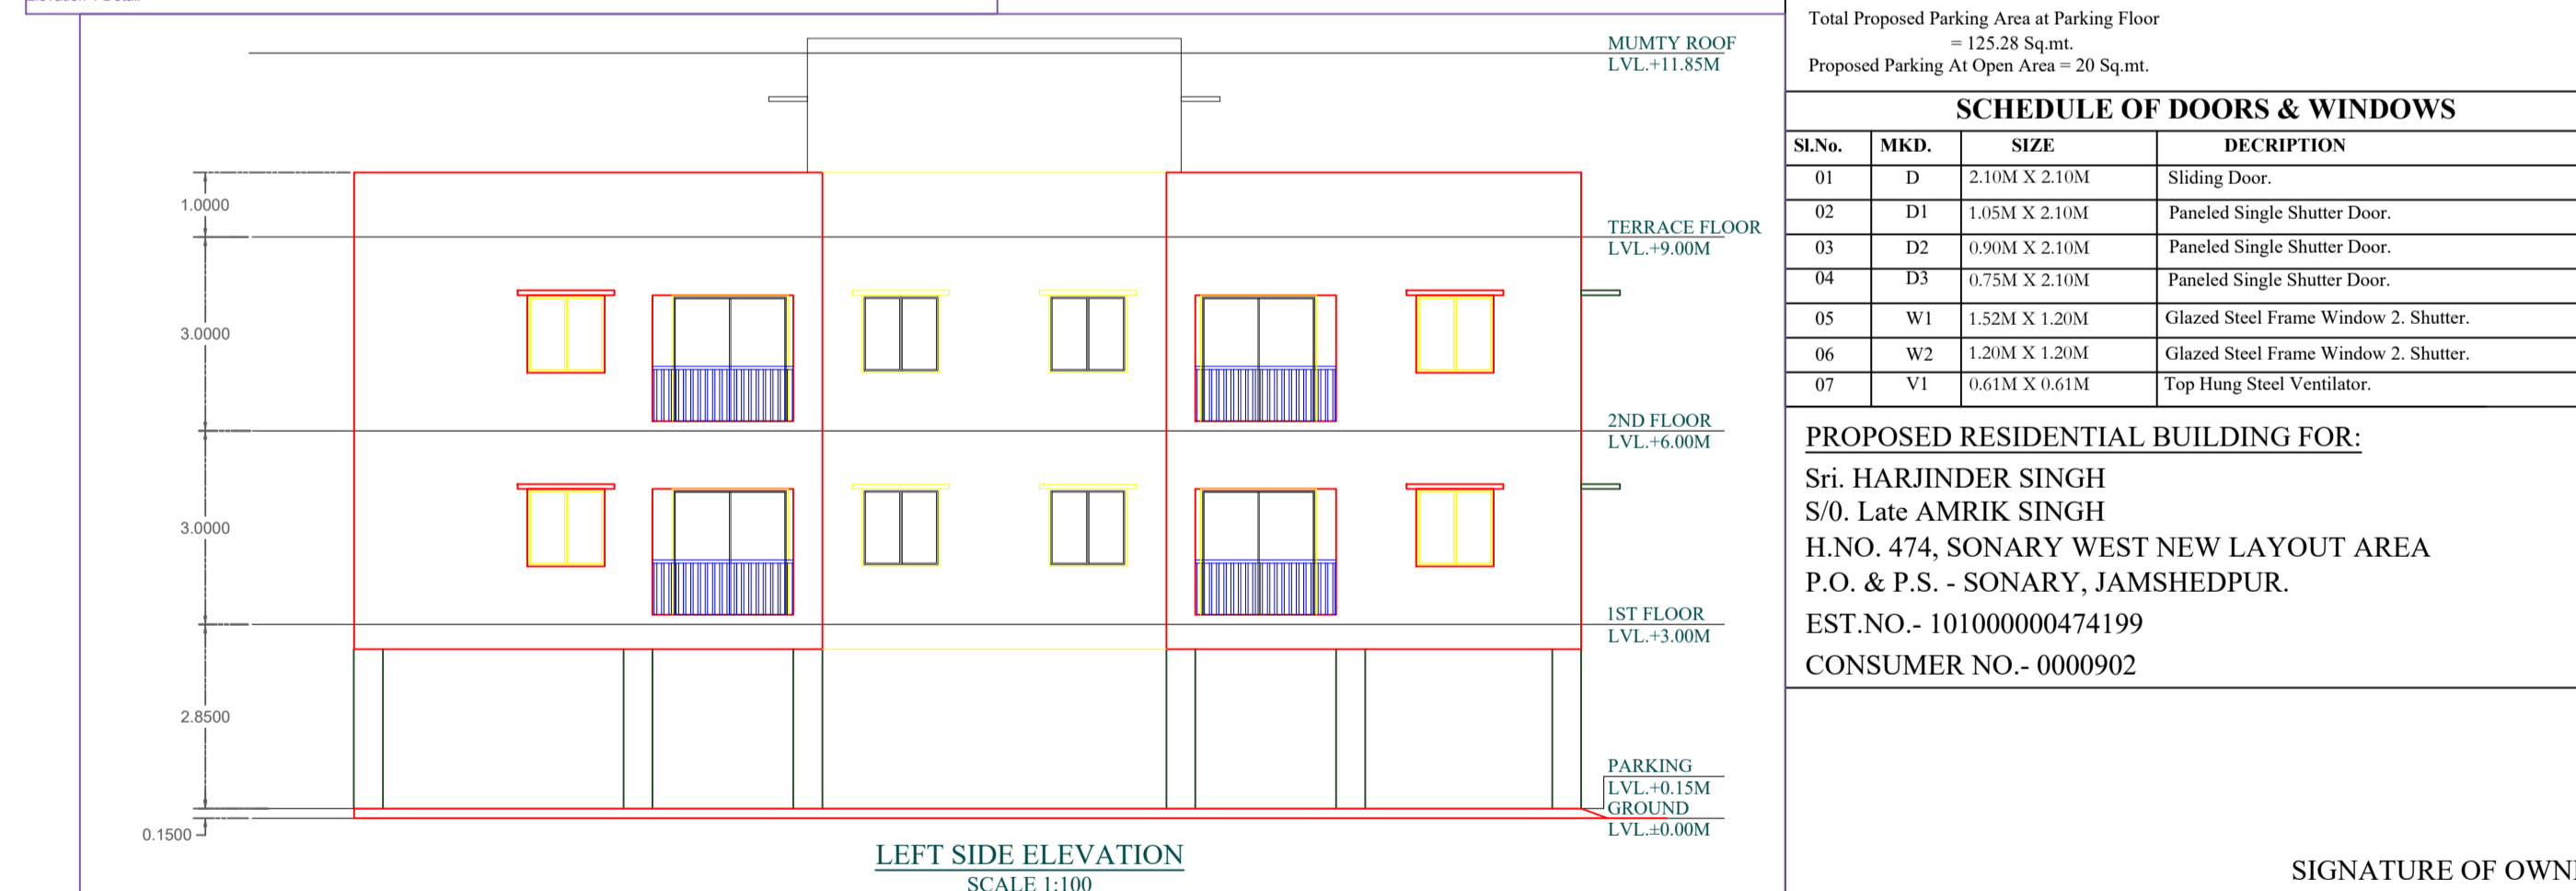 MUMTY ROOF
LVL.+11.85M
1.0000
TERRACE FLOOR
LVL.+9.00M
3.0000
2ND FLOOR
LVL.+6.00M
3.0000
1ST FLOOR
LVL.+3.00M
2.8500
PARKING
LVL.+0.15M
GROUND
LVL.±0.00M
0.1500
LEFT SIDE ELEVATION
SCALE 1:100
Total Proposed Parking Area at Parking Floor
= 125.28 Sq.mt.
Proposed Parking At Open Area = 20 Sq.mt.
SCHEDULE OF DOORS & WINDOWS
Sl.No. MKD. SIZE DECRIPTION
01 D 2.10M X 2.10M Sliding Door.
02 D1 1.05M X 2.10M Paneled Single Shutter Door.
03 D2 0.90M X 2.10M Paneled Single Shutter Door.
04 D3 0.75M X 2.10M Paneled Single Shutter Door.
05 W1 1.52M X 1.20M Glazed Steel Frame Window 2. Shutter.
06 W2 1.20M X 1.20M Glazed Steel Frame Window 2. Shutter.
07 V1 0.61M X 0.61M Top Hung Steel Ventilator.
PROPOSED RESIDENTIAL BUILDING FOR:
Sri. HARJINDER SINGH
S/0. Late AMRIK SINGH
H.NO. 474, SONARY WEST NEW LAYOUT AREA
P.O. & P.S. - SONARY, JAMSHEDPUR.
EST.NO.- 101000000474199
CONSUMER NO.- 0000902
SIGNATURE OF